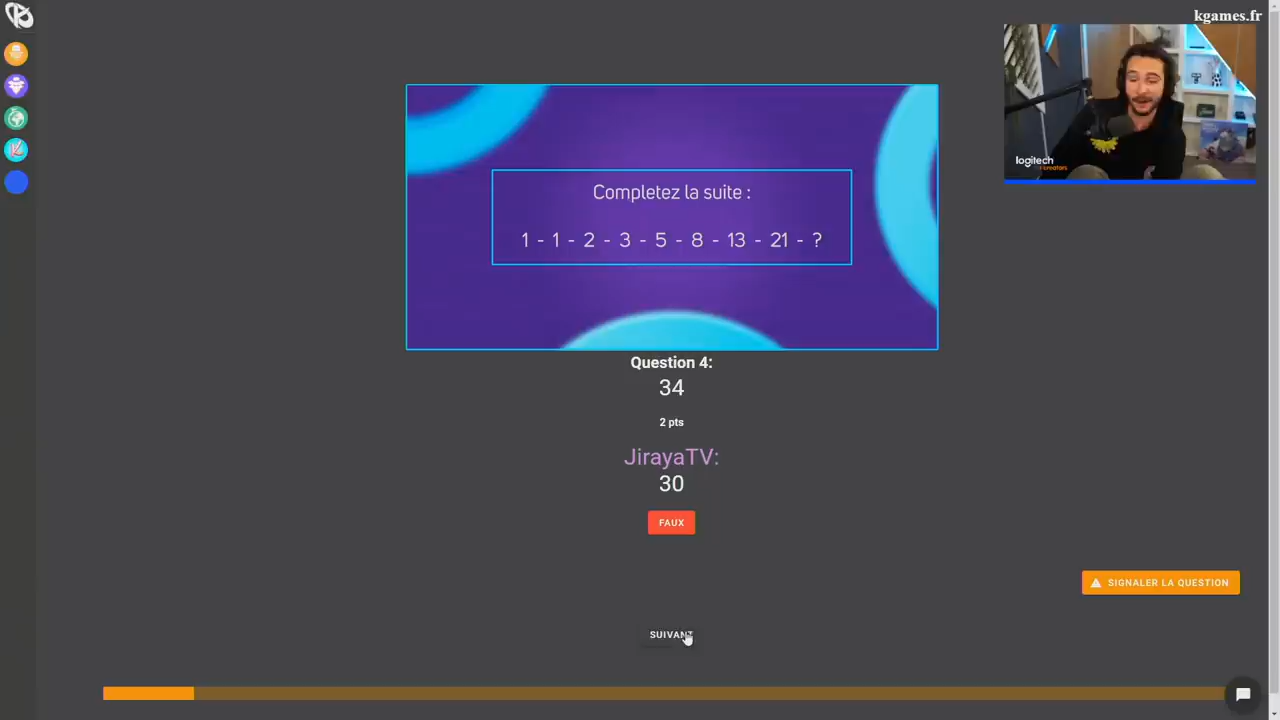 kgames.fr
logitech
creators
Completez la suite :
1 - 1 - 2 - 3 - 5 - 8 - 13 - 21 - ?
Question 4:
34
2 pts
JirayaTV:
30
FAUX
SIGNALER LA QUESTION
SUIVANT